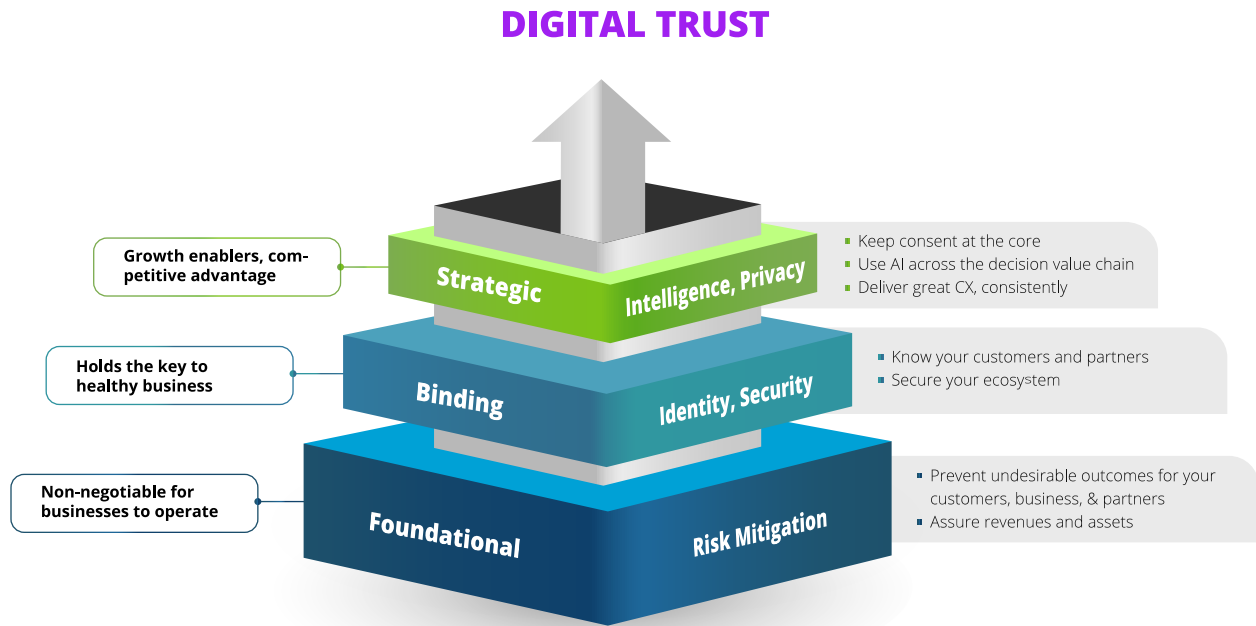 DIGITAL TRUST
Growth enablers, com-
petitive advantage
Strategic
Intelligence, Privacy
Keep consent at the core
Use AI across the decision value chain
Deliver great CX, consistently
Holds the key to
healthy business
Binding
Identity, Security
Know your customers and partners
Secure your ecosystem
Non-negotiable for
businesses to operate
Foundational
Risk Mitigation
Prevent undesirable outcomes for your
customers, business, & partners
Assure revenues and assets